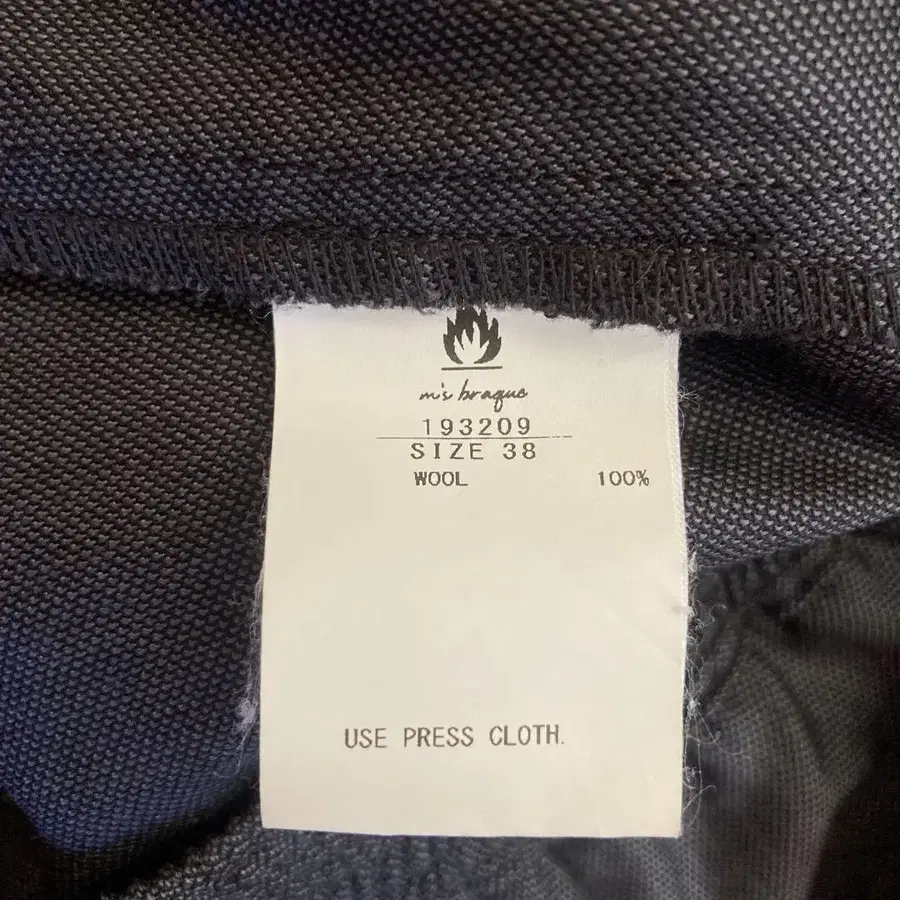 m's braque
193209
SIZE 38
WOOL 100%
USE PRESS CLOTH.